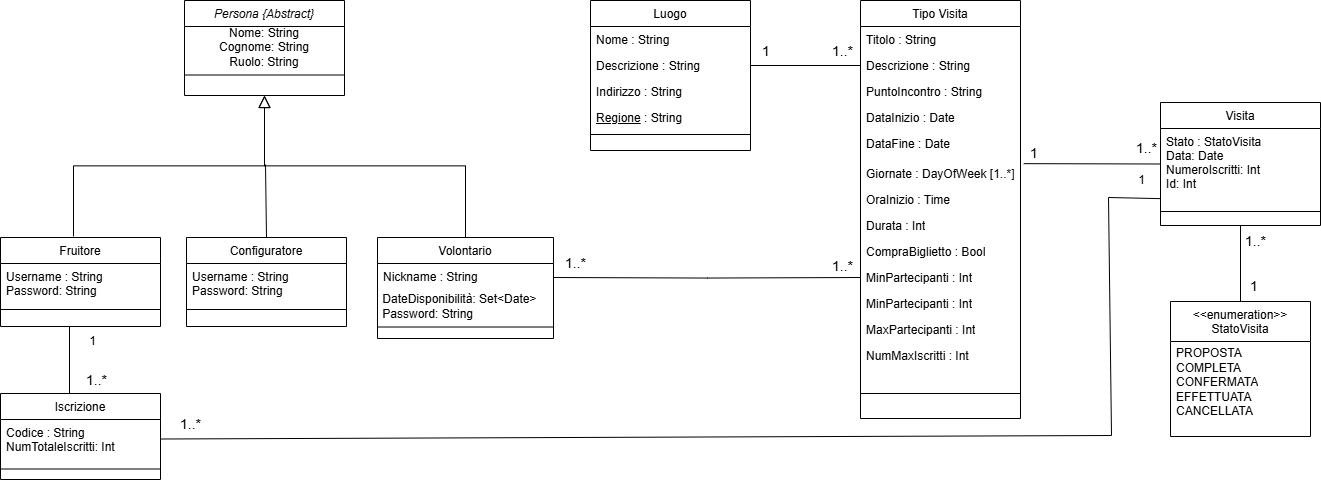 Persona {Abstract}
Nome: String
Cognome: String
Ruolo: String
Luogo
Nome : String
Descrizione : String
Indirizzo : String
Regione : String
1
1..*
Tipo Visita
Titolo : String
Descrizione : String
PuntoIncontro : String
DataInizio : Date
DataFine : Date
Giornate : DayOfWeek [1..*]
OraInizio : Time
Durata : Int
CompraBiglietto : Bool
MinPartecipanti : Int
MinPartecipanti : Int
MaxPartecipanti : Int
NumMaxIscritti : Int
1
1..*
1
Visita
Stato : StatoVisita
Data: Date
NumeroIscritti: Int
Id: Int
1..*
1
<<enumeration>>
StatoVisita
PROPOSTA
COMPLETA
CONFERMATA
EFFETTUATA
CANCELLATA
Fruitore
Username : String
Password: String
Configuratore
Username : String
Password: String
Volontario
Nickname : String
DateDisponibilità: Set<Date>
Password: String
1..*
1..*
1
1..*
Iscrizione
Codice : String
NumTotaleIscritti: Int
1..*